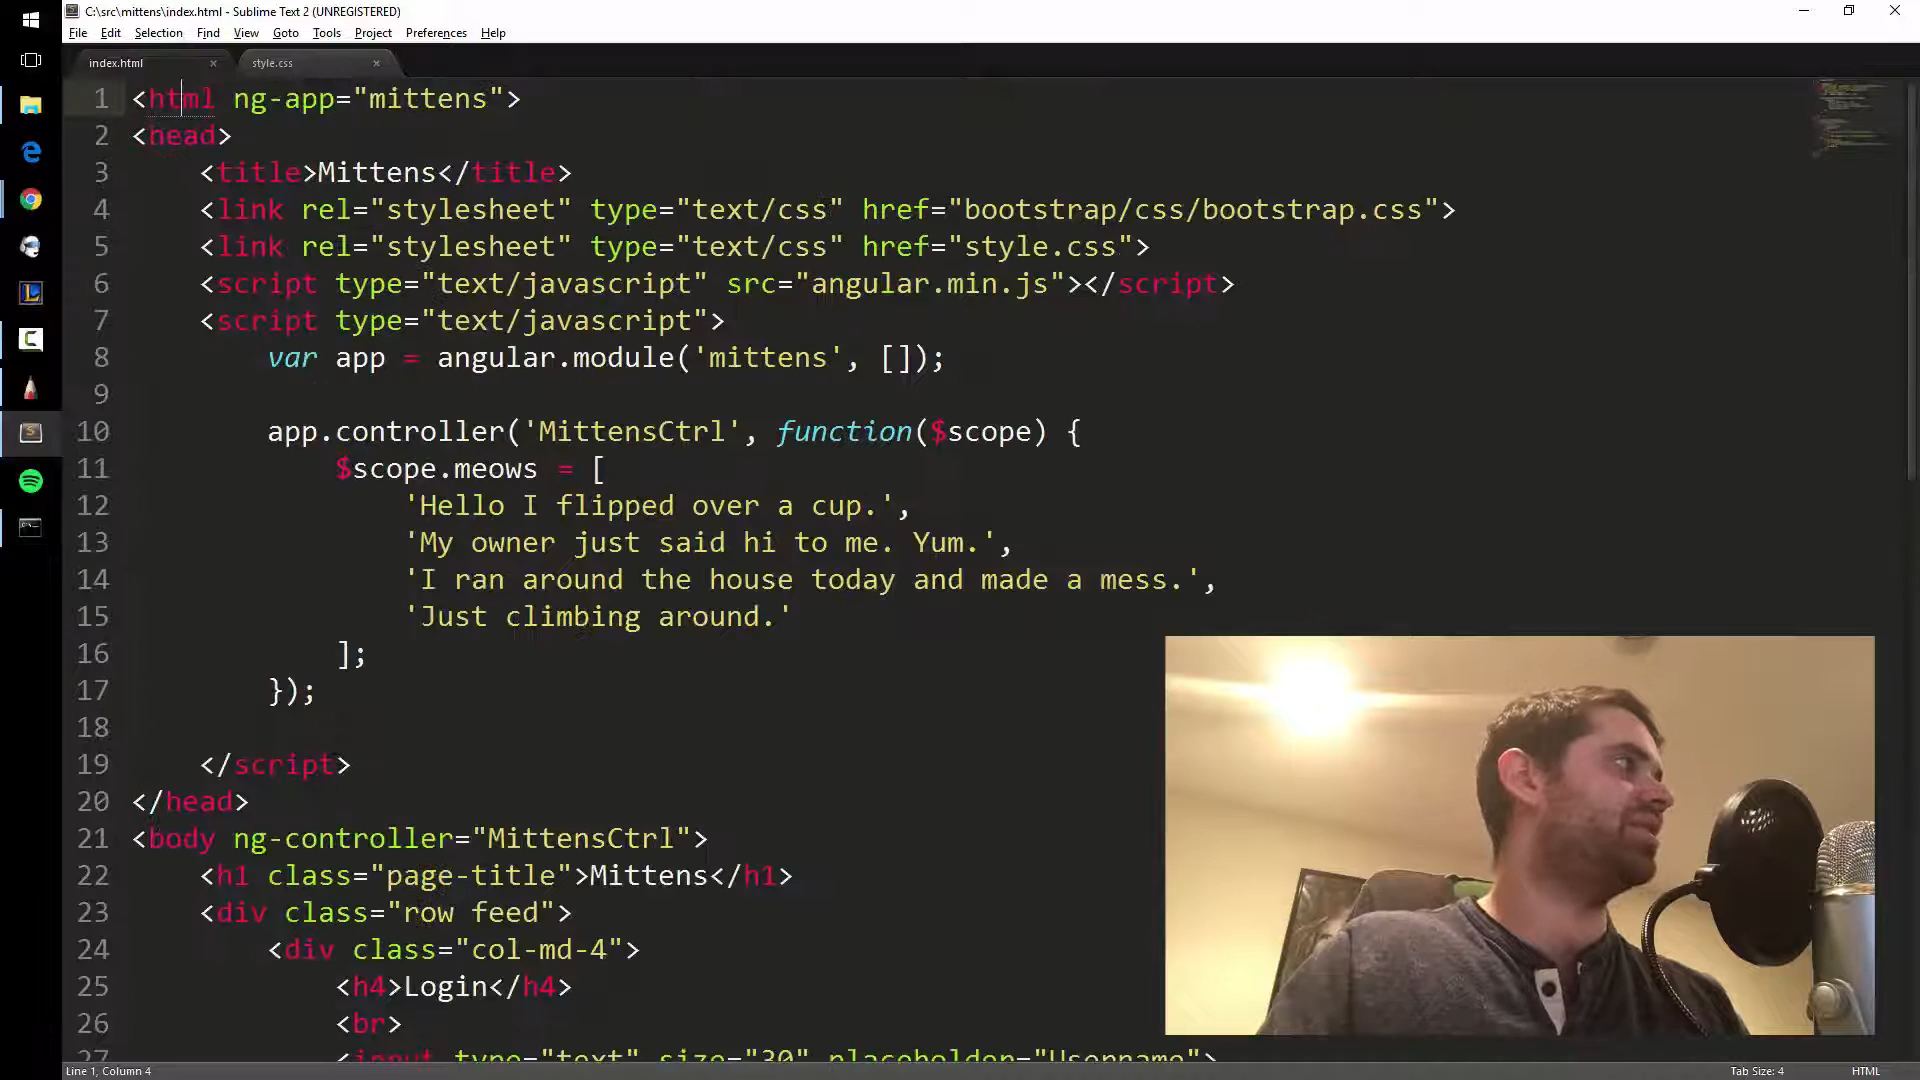 C:\src\mittens\index.html - Sublime Text 2 (UNREGISTERED)
File Edit Selection Find View Goto Tools Project Preferences Help
index.html × style.css ×
1 <html ng-app="mittens">
2 <head>
3 <title>Mittens</title>
4 <link rel="stylesheet" type="text/css" href="bootstrap/css/bootstrap.css">
5 <link rel="stylesheet" type="text/css" href="style.css">
6 <script type="text/javascript" src="angular.min.js"></script>
7 <script type="text/javascript">
8 var app = angular.module('mittens', []);
9
10 app.controller('MittensCtrl', function($scope) {
11 $scope.meows = [
12 'Hello I flipped over a cup.',
13 'My owner just said hi to me. Yum.',
14 'I ran around the house today and made a mess.',
15 'Just climbing around.'
16 ];
17 });
18
19 </script>
20 </head>
21 <body ng-controller="MittensCtrl">
22 <h1 class="page-title">Mittens</h1>
23 <div class="row feed">
24 <div class="col-md-4">
25 <h4>Login</h4>
26 <br>
27 <input type="text" size="30" placeholder="Username">
Line 1, Column 4 Tab Size: 4 HTML